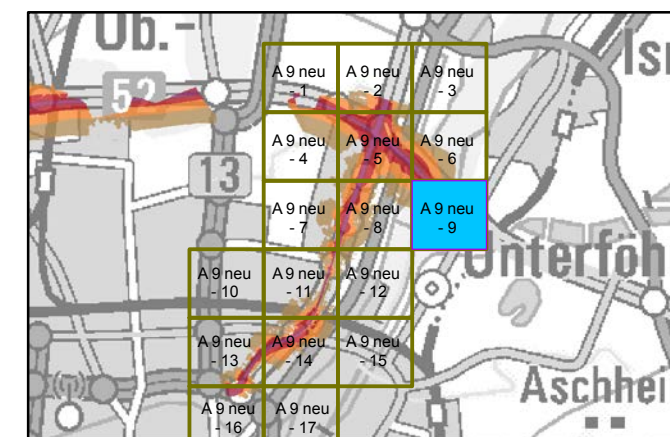 Ob.-
Isr
52
A 9 neu
- 1
A 9 neu
- 2
A 9 neu
- 3
A 9 neu
- 4
A 9 neu
- 5
A 9 neu
- 6
13
A 9 neu
- 7
A 9 neu
- 8
A 9 neu
- 9
Unterföh
A 9 neu
- 10
A 9 neu
- 11
A 9 neu
- 12
A 9 neu
- 13
A 9 neu
- 14
A 9 neu
- 15
Aschhei
A 9 neu
- 16
A 9 neu
- 17